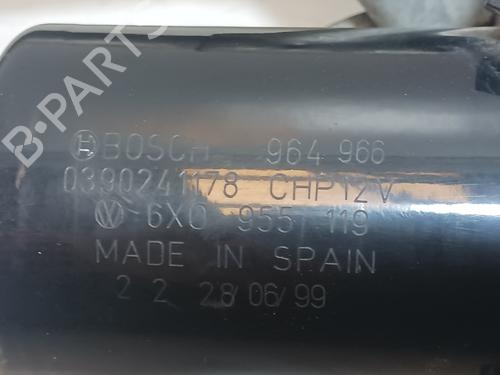 BOSCH 964 966
0390241178 CHP12V
6X0 955 119
MADE IN SPAIN
2 2 28/06/99
B-PARTS